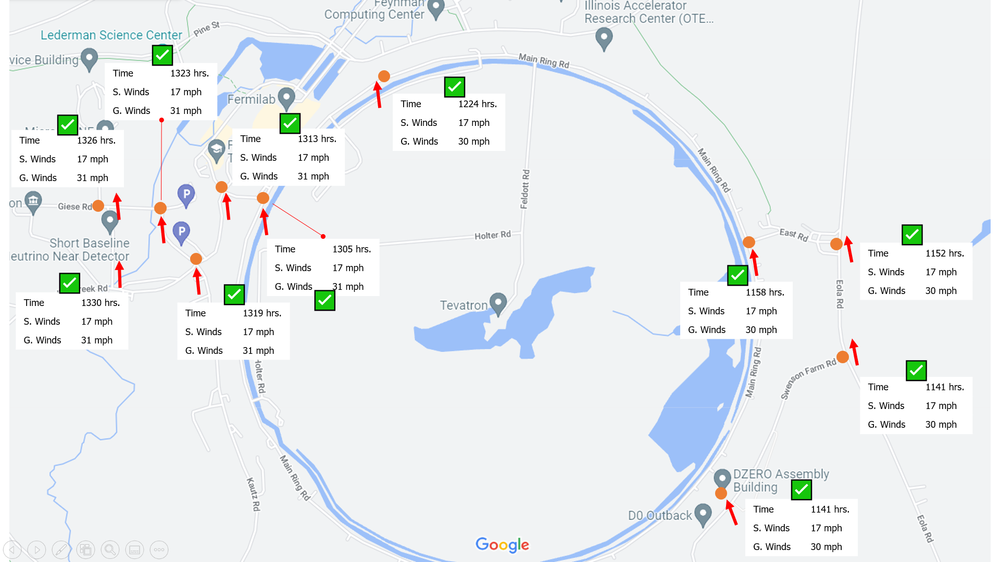 Feynman
Computing Center
Illinois Accelerator
Research Center (OTE...
Pine St
Lederman Science Center
vice Building
Main Ring Rd
Time 1323 hrs.
S. Winds 17 mph
G. Winds 31 mph
Fermilab
Time 1224 hrs.
S. Winds 17 mph
G. Winds 30 mph
Time 1326 hrs.
S. Winds 17 mph
G. Winds 31 mph
Time 1313 hrs.
S. Winds 17 mph
G. Winds 31 mph
Main Ring Rd
Feldott Rd
P
Giese Rd
P
Holter Rd
East Rd
Short Baseline
eutrino Near Detector
Time 1305 hrs.
S. Winds 17 mph
G. Winds 31 mph
Time 1152 hrs.
S. Winds 17 mph
G. Winds 30 mph
Eola Rd
reek Rd
Time 1330 hrs.
S. Winds 17 mph
G. Winds 31 mph
Time 1319 hrs.
S. Winds 17 mph
G. Winds 31 mph
Tevatron
Time 1158 hrs.
S. Winds 17 mph
G. Winds 30 mph
Holter Rd
Main Ring Rd
Swenson Farm Rd
Time 1141 hrs.
S. Winds 17 mph
G. Winds 30 mph
Main Ring Rd
Kautz Rd
DZERO Assembly
Building
D0 Outback
Time 1141 hrs.
S. Winds 17 mph
G. Winds 30 mph
Eola Rd
Google